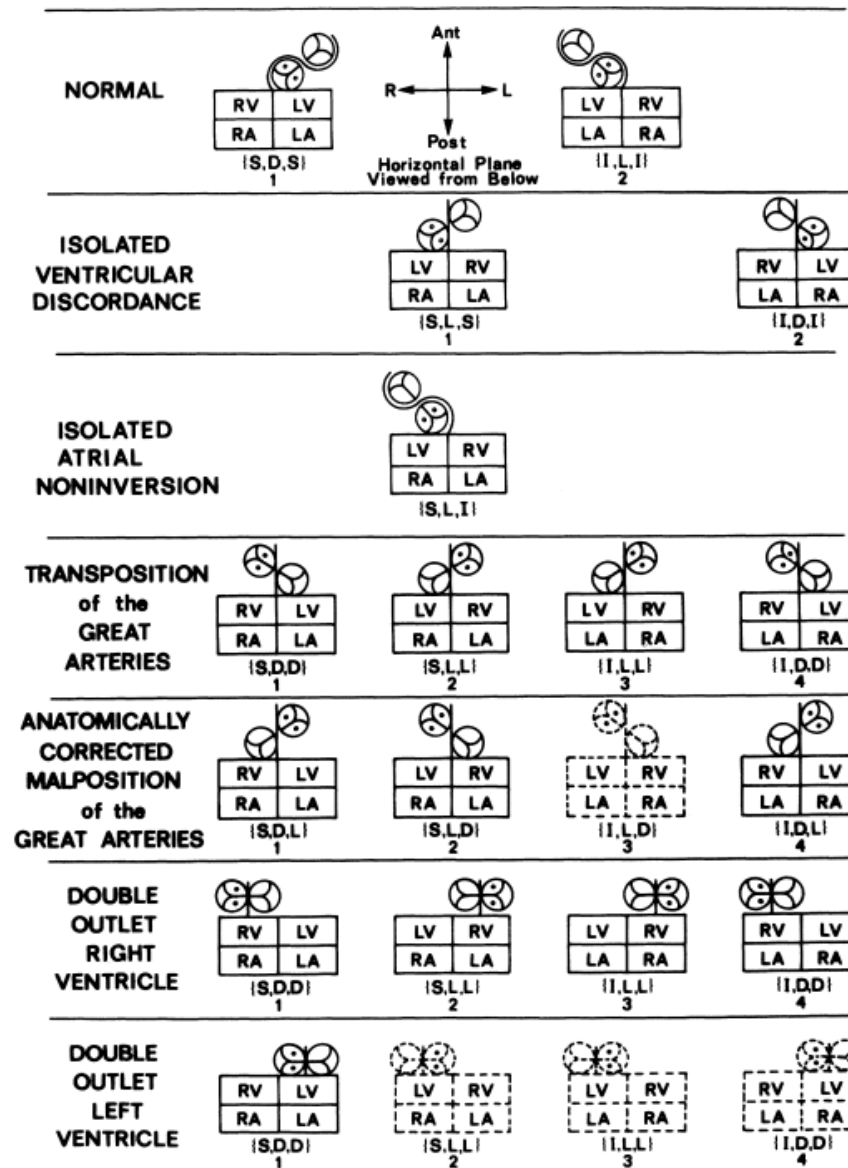 NORMAL
RV LV
RA LA
{S,D,S}
1
Ant
R L
Post
Horizontal Plane
Viewed from Below
LV RV
LA RA
{I,L,I}
2
ISOLATED
VENTRICULAR
DISCORDANCE
LV RV
RA LA
{S,L,S}
1
RV LV
LA RA
{I,D,I}
2
ISOLATED
ATRIAL
NONINVERSION
LV RV
RA LA
{S,L,I}
TRANSPOSITION
of the
GREAT
ARTERIES
RV LV
RA LA
{S,D,D}
1
LV RV
RA LA
{S,L,L}
2
LV RV
LA RA
{I,L,L}
3
RV LV
LA RA
{I,D,D}
4
ANATOMICALLY
CORRECTED
MALPOSITION
of the
GREAT ARTERIES
RV LV
RA LA
{S,D,L}
1
LV RV
RA LA
{S,L,D}
2
LV RV
LA RA
{I,L,D}
3
RV LV
LA RA
{I,D,L}
4
DOUBLE
OUTLET
RIGHT
VENTRICLE
RV LV
RA LA
{S,D,D}
1
LV RV
RA LA
{S,L,L}
2
LV RV
LA RA
{I,L,L}
3
RV LV
LA RA
{I,D,D}
4
DOUBLE
OUTLET
LEFT
VENTRICLE
RV LV
RA LA
{S,D,D}
1
LV RV
RA LA
{S,L,L}
2
LV RV
LA RA
{I,L,L}
3
RV LV
LA RA
{I,D,D}
4